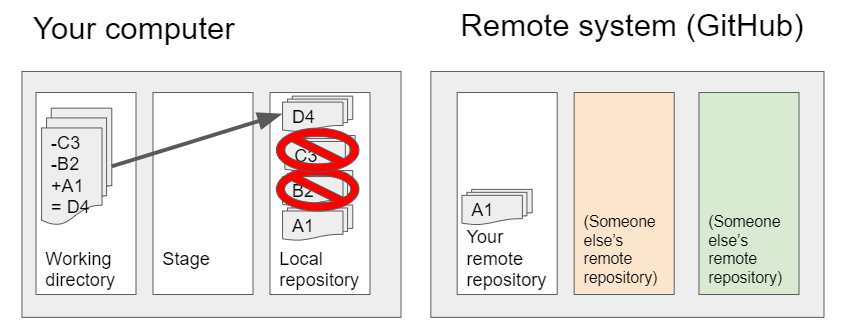 Your computer
Remote system (GitHub)
-C3
-B2
+A1
= D4
Working
directory
Stage
D4
C3
B2
A1
Local
repository
A1
Your
remote
repository
(Someone
else's
remote
repository)
(Someone
else's
remote
repository)